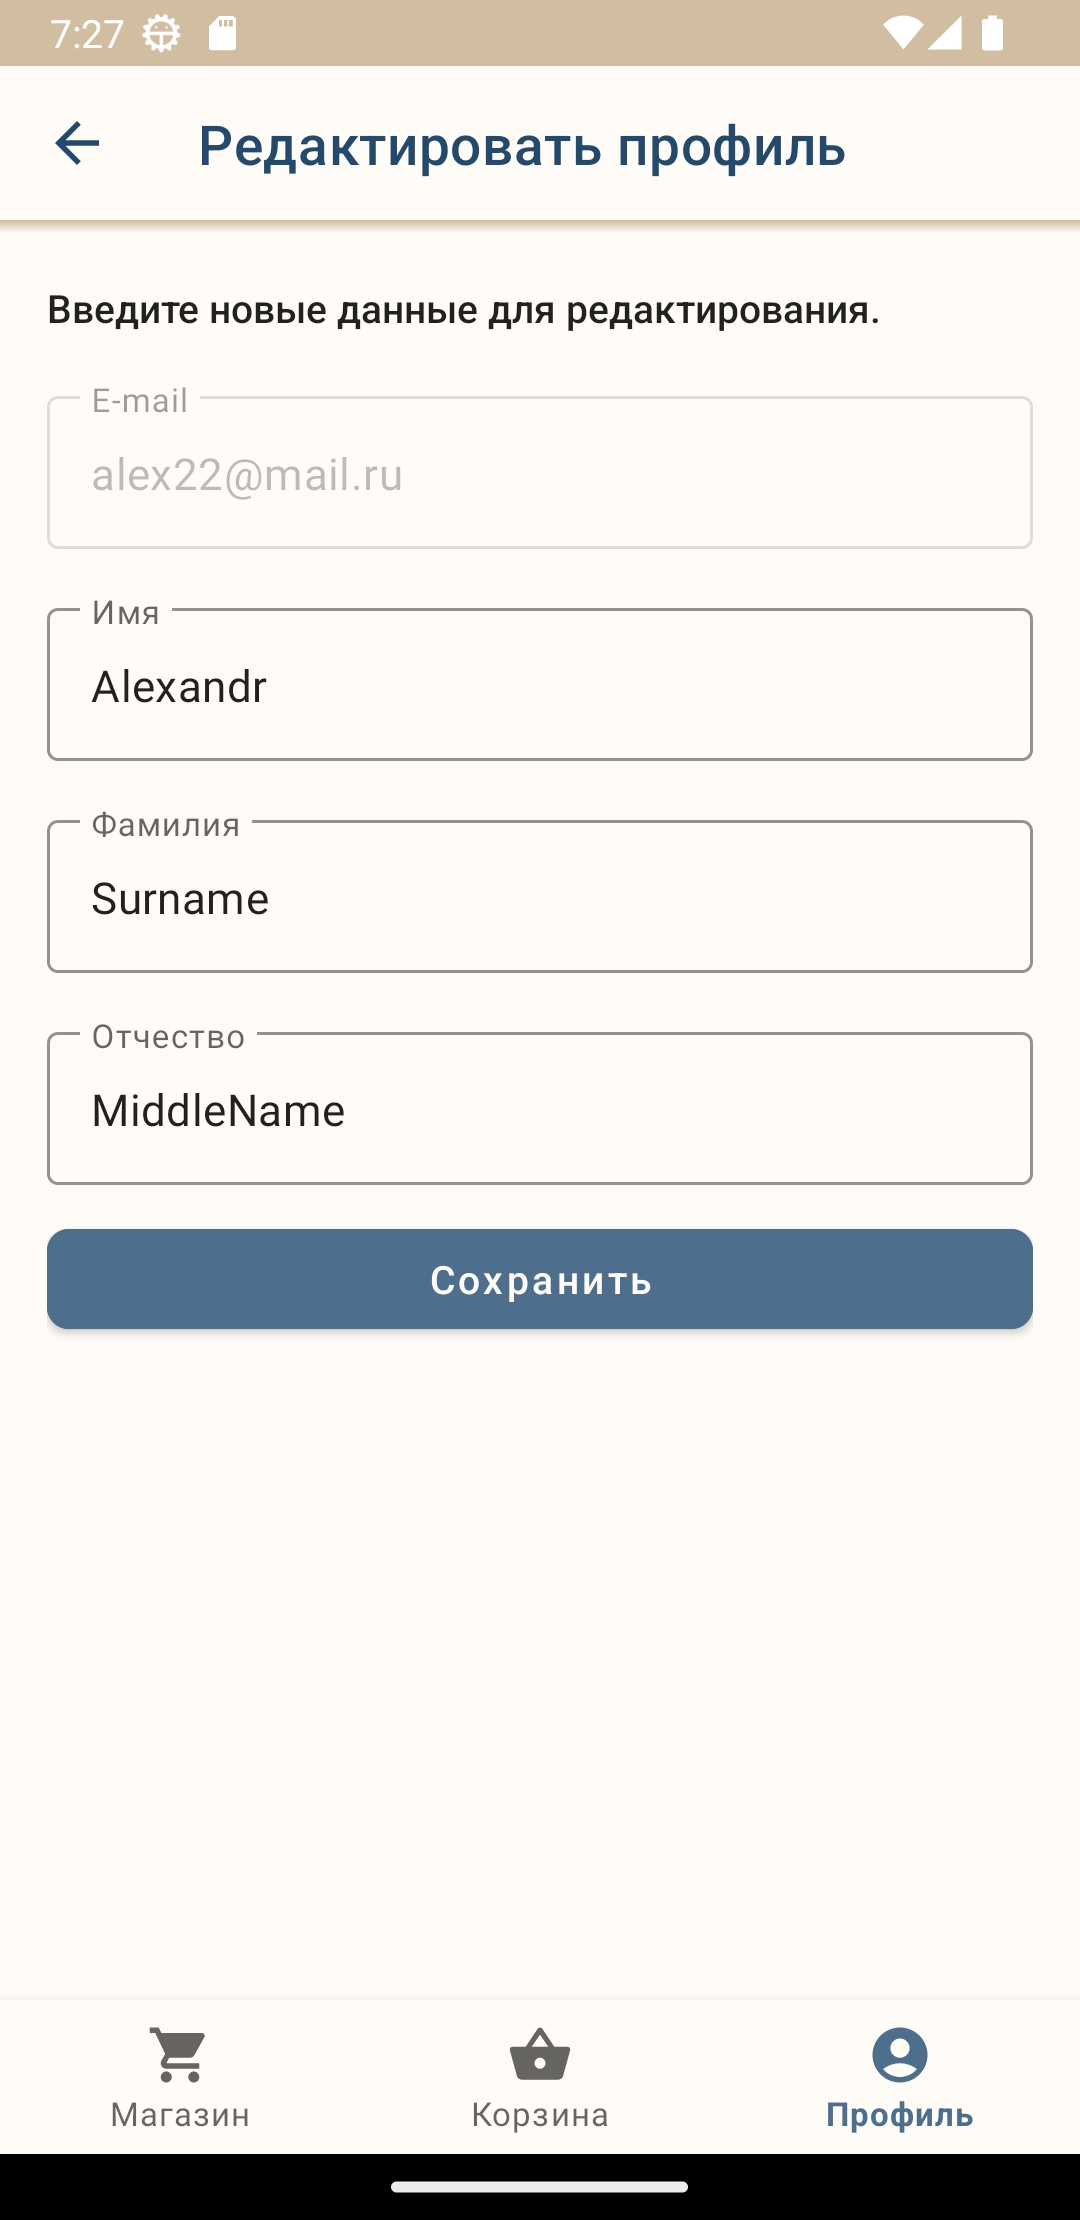 7:27
Редактировать профиль
Введите новые данные для редактирования.
E-mail
alex22@mail.ru
Имя
Alexandr
Фамилия
Surname
Отчество
MiddleName
Сохранить
Магазин
Корзина
Профиль